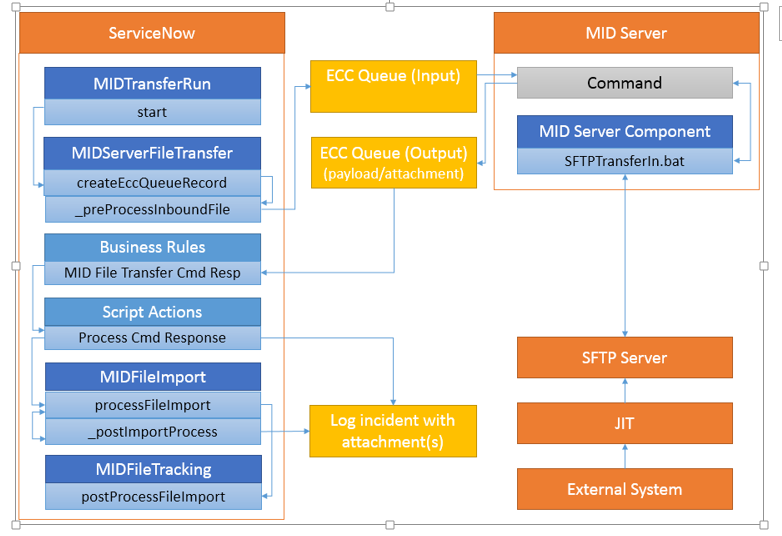 ServiceNow
MIDTransferRun
start
MIDServerFileTransfer
createEccQueueRecord
_preProcessInboundFile
Business Rules
MID File Transfer Cmd Resp
Script Actions
Process Cmd Response
MIDFileImport
processFileImport
_postImportProcess
MIDFileTracking
postProcessFileImport
ECC Queue (Input)
ECC Queue (Output)
(payload/attachment)
Log incident with
attachment(s)
MID Server
Command
MID Server Component
SFTPTransferIn.bat
SFTP Server
JIT
External System